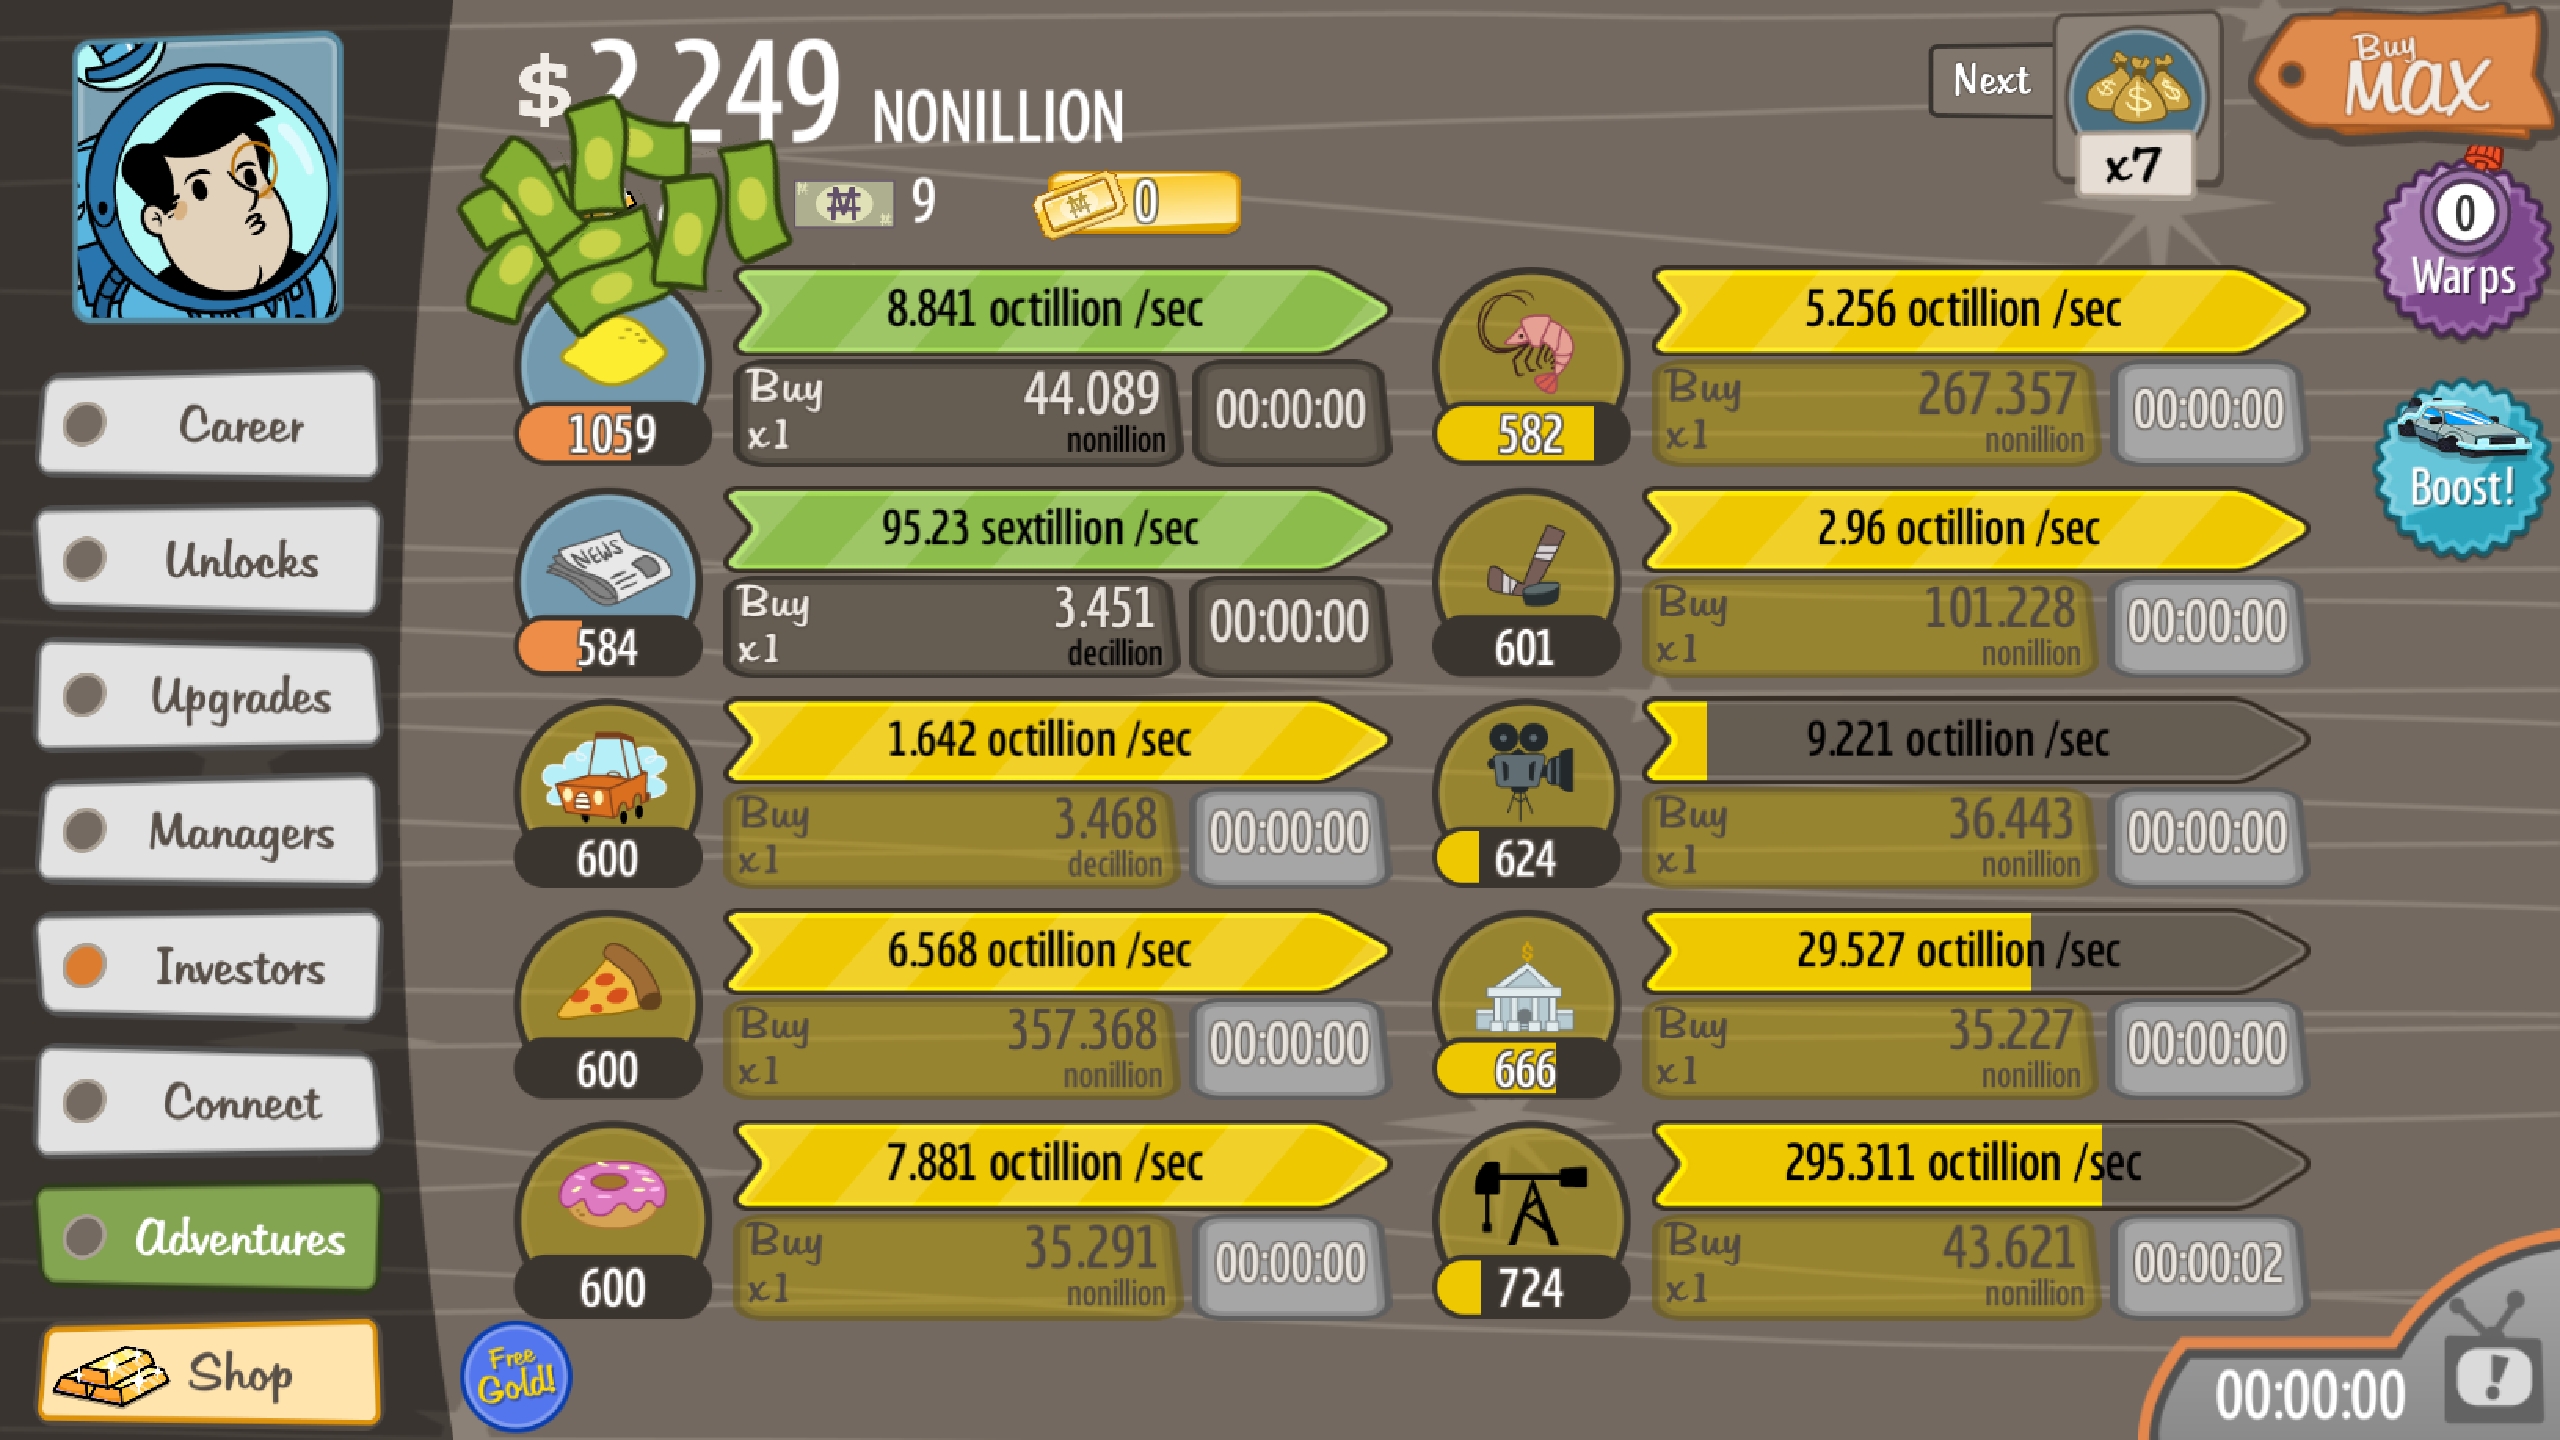 $2.249 NONILLION
Next
x7
Buy
MAX
9
0
0
Warps
Boost!
Career
Unlocks
Upgrades
Managers
Investors
Connect
Adventures
Shop
8.841 octillion /sec
Buy
x1
44.089
nonillion
00:00:00
1059
NEWS
95.23 sextillion /sec
Buy
x1
3.451
decillion
00:00:00
584
1.642 octillion /sec
Buy
x1
3.468
decillion
00:00:00
600
6.568 octillion /sec
Buy
x1
357.368
nonillion
00:00:00
600
7.881 octillion /sec
Buy
x1
35.291
nonillion
00:00:00
600
5.256 octillion /sec
Buy
x1
267.357
nonillion
00:00:00
582
2.96 octillion /sec
Buy
x1
101.228
nonillion
00:00:00
601
9.221 octillion /sec
Buy
x1
36.443
nonillion
00:00:00
624
29.527 octillion /sec
Buy
x1
35.227
nonillion
00:00:00
666
295.311 octillion /sec
Buy
x1
43.621
nonillion
00:00:02
724
Free
Gold!
00:00:00
!